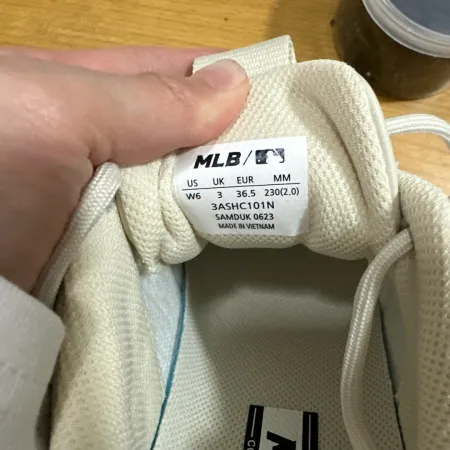 MLB/
US UK EUR MM
W6 3 36.5 230(2.0)
3ASHC101N
SAMDUK 0623
MADE IN VIETNAM